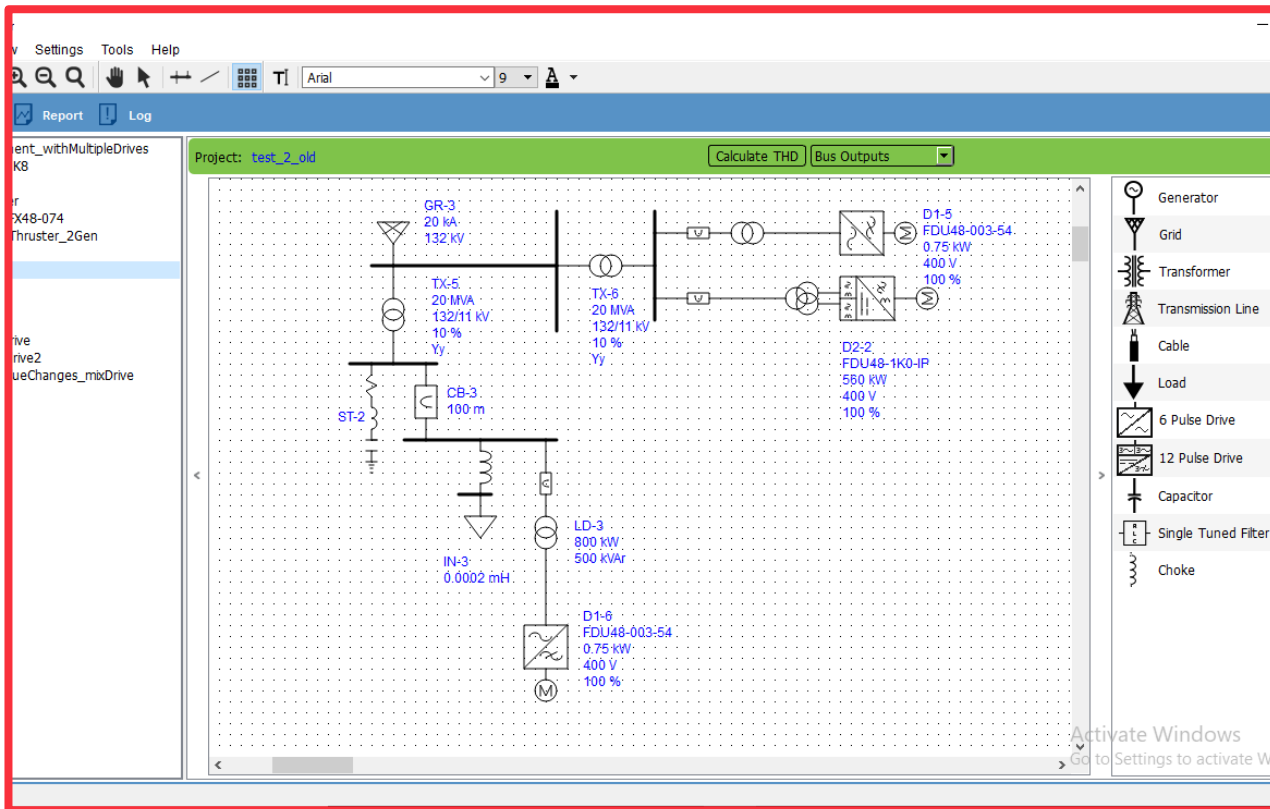 Settings Tools Help
Arial 9 A
Report Log
ent_withMultipleDrives
K8
er
FX48-074
Thruster_2Gen
rive
rive2
ueChanges_mixDrive
Project: test_2_old
Calculate THD
Bus Outputs
GR-3
20 kA
132 kV
TX-5
20 MVA
132/11 kV
10 %
Yy
TX-6
20 MVA
132/11 kV
10 %
Yy
D1-5
FDU48-003-54
0.75 kW
400 V
100 %
D2-2
FDU48-1K0-IP
560 kW
400 V
100 %
ST-2
CB-3
100 m
LD-3
800 kW
500 kVAr
IN-3
0.0002 mH
D1-6
FDU48-003-54
0.75 kW
400 V
100 %
M
Generator
Grid
Transformer
Transmission Line
Cable
Load
6 Pulse Drive
12 Pulse Drive
Capacitor
Single Tuned Filter
Choke
Activate Windows
Go to Settings to activate W